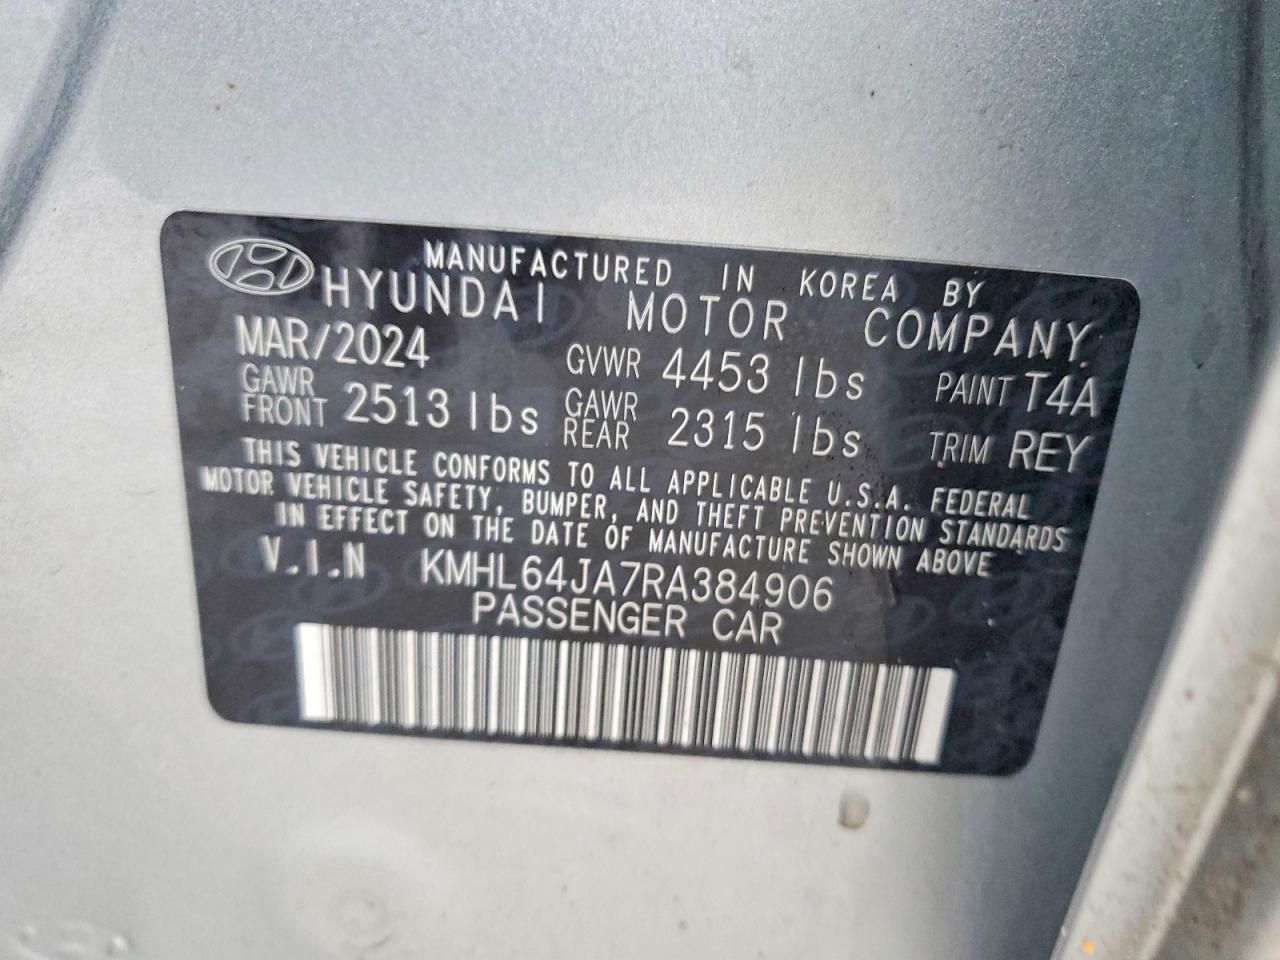 MANUFACTURED IN KOREA BY
HYUNDAI MOTOR COMPANY
MAR/2024 GVWR 4453 lbs PAINT T4A
GAWR FRONT 2513 lbs GAWR REAR 2315 lbs TRIM REY
THIS VEHICLE CONFORMS TO ALL APPLICABLE U.S.A. FEDERAL
MOTOR VEHICLE SAFETY, BUMPER, AND THEFT PREVENTION STANDARDS
IN EFFECT ON THE DATE OF MANUFACTURE SHOWN ABOVE
V.I.N KMHL64JA7RA384906
PASSENGER CAR